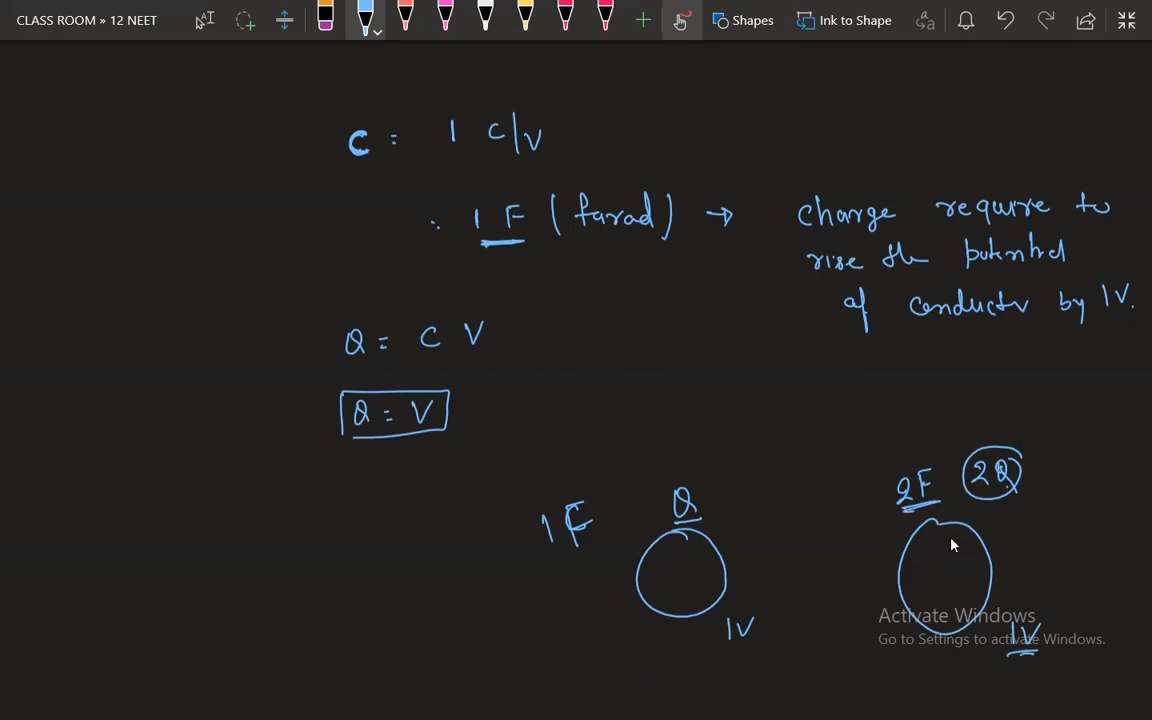 CLASS ROOM » 12 NEET
Shapes
Ink to Shape
C = 1 C/V
: 1 F (farad) → charge require to
rise the potential
of conductor by 1V.
Q = C V
Q = V
1F
Q
1V
2F
2Q
1V
Activate Windows
Go to Settings to activate Windows.